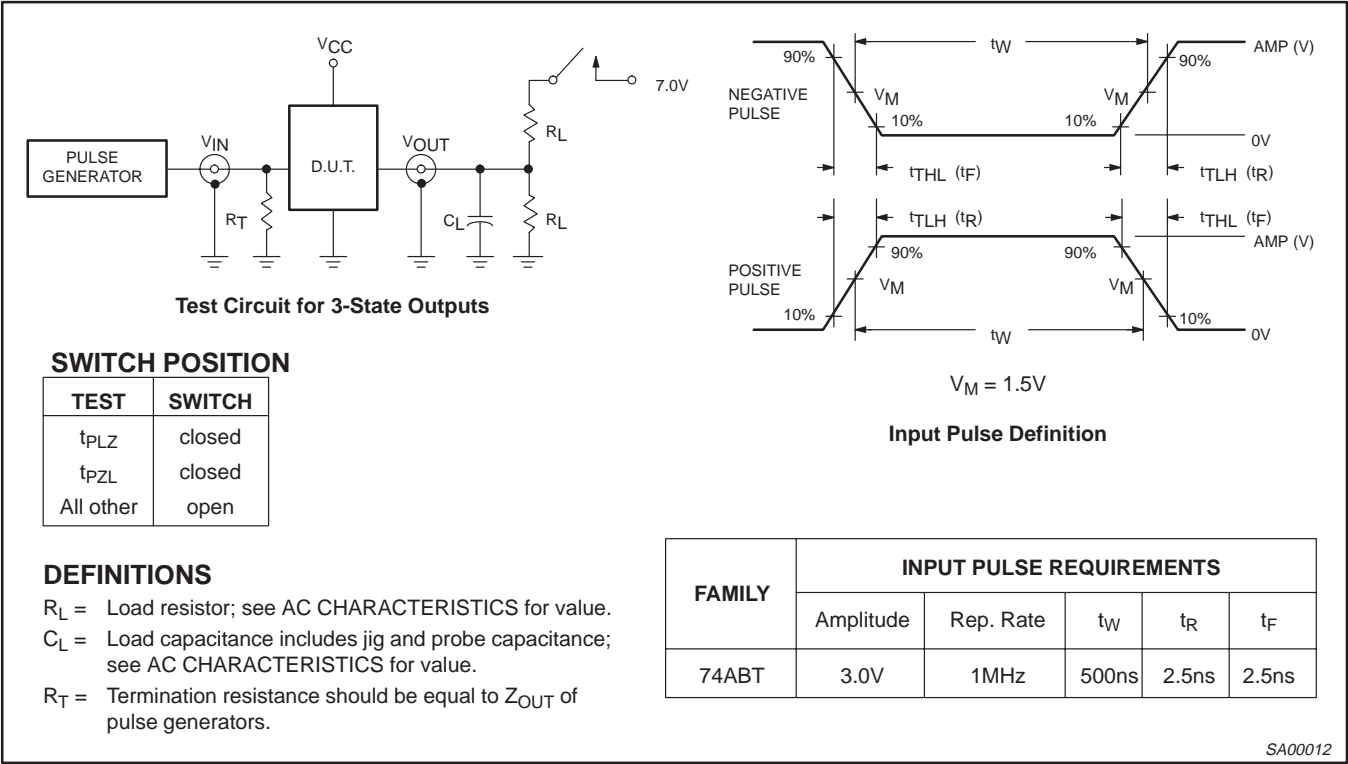 VCC
7.0V
RL
PULSE
GENERATOR
VIN
D.U.T.
VOUT
RT
CL
RL
Test Circuit for 3-State Outputs
90%
tW
90%
AMP (V)
NEGATIVE
PULSE
VM
VM
10%
10%
0V
tTHL (tF)
tTLH (tR)
tTLH (tR)
tTHL (tF)
AMP (V)
90%
90%
POSITIVE
PULSE
VM
VM
10%
10%
tW
0V
VM = 1.5V
Input Pulse Definition
SWITCH POSITION
TEST SWITCH
tPLZ closed
tPZL closed
All other open
DEFINITIONS
RL = Load resistor; see AC CHARACTERISTICS for value.
CL = Load capacitance includes jig and probe capacitance;
see AC CHARACTERISTICS for value.
RT = Termination resistance should be equal to ZOUT of
pulse generators.
FAMILY INPUT PULSE REQUIREMENTS
Amplitude Rep. Rate tW tR tF
74ABT 3.0V 1MHz 500ns 2.5ns 2.5ns
SA00012